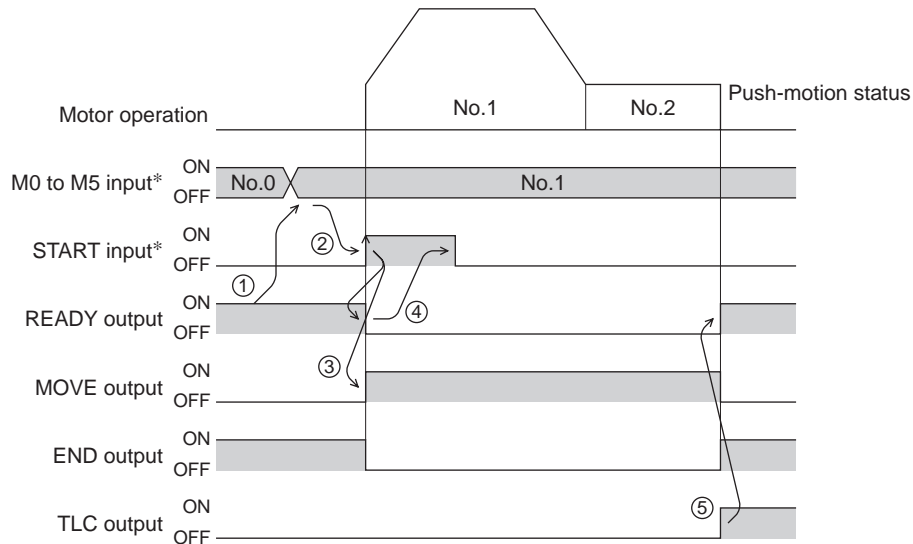 Motor operation
No.1
No.2
Push-motion status
M0 to M5 input*
ON
OFF
No.0
No.1
START input*
ON
OFF
②
①
④
READY output
ON
OFF
③
MOVE output
ON
OFF
END output
ON
OFF
TLC output
ON
OFF
⑤